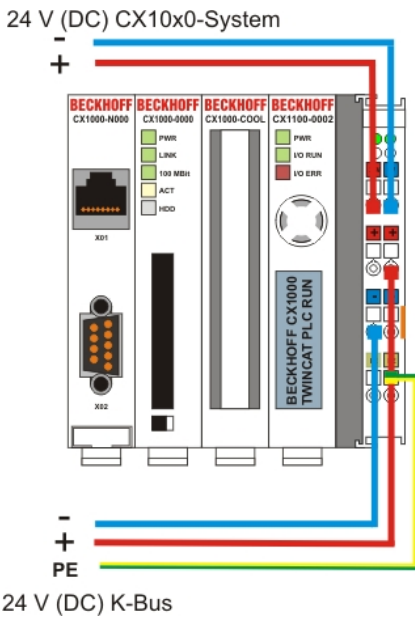 24 V (DC) CX10x0-System
-
+
BECKHOFF BECKHOFF BECKHOFF BECKHOFF
CX1000-N000 CX1000-0000 CX1000-COOL CX1100-0002
PWR PWR
LINK I/O RUN
100 MBit I/O ERR
ACT
HDD
X01
+ +
- -
BECKHOFF CX1000
TWINCAT PLC RUN
X02
-
+
PE
24 V (DC) K-Bus